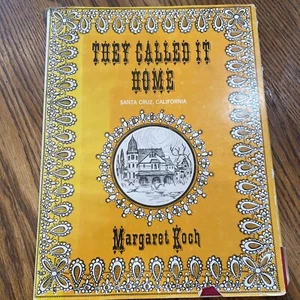 THEY CALLED IT
HOME
SANTA CRUZ, CALIFORNIA
Margaret Koch